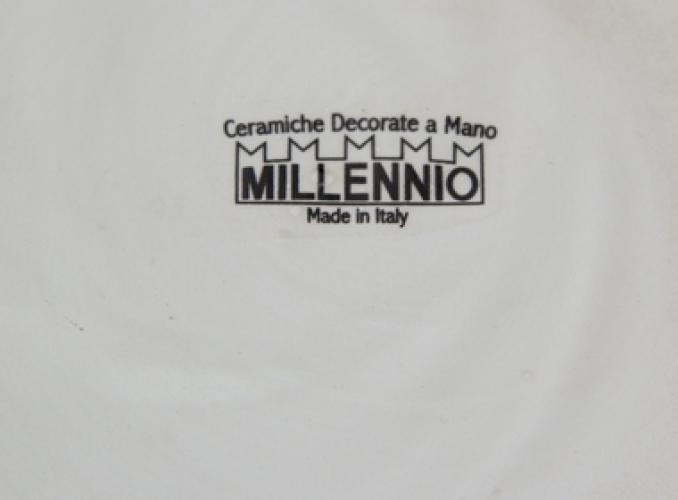 Ceramiche Decorate a Mano
MILLENNIO
Made in Italy